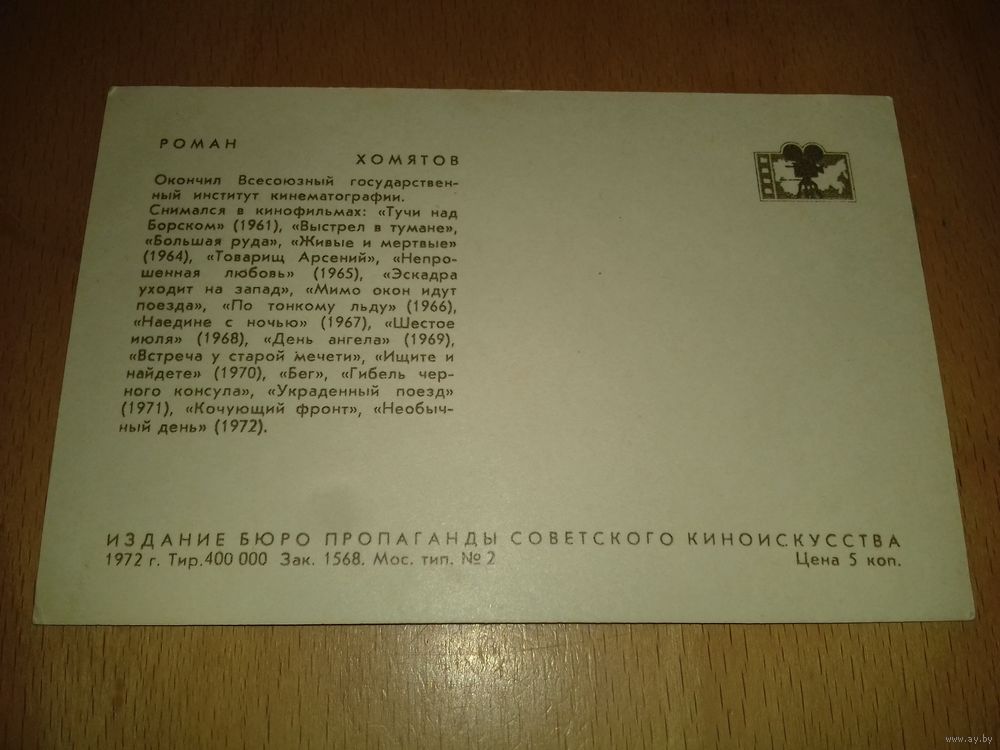 РОМАН
ХОМЯТОВ
Окончил Всесоюзный государствен-
ный институт кинематографии.
Снимался в кинофильмах: «Тучи над
Борском» (1961), «Выстрел в тумане»,
«Большая руда», «Живые и мертвые»
(1964), «Товарищ Арсений», «Непро-
шенная любовь» (1965), «Эскадра
уходит на запад», «Мимо окон идут
поезда», «По тонкому льду» (1966),
«Наедине с ночью» (1967), «Шестое
июля» (1968), «День ангела» (1969),
«Встреча у старой мечети», «Ищите и
найдете» (1970), «Бег», «Гибель чер-
ного консула», «Украденный поезд»
(1971), «Кочующий фронт», «Необыч-
ный день» (1972).
ИЗДАНИЕ БЮРО ПРОПАГАНДЫ СОВЕТСКОГО КИНОИСКУССТВА
1972 г. Тир.400 000 Зак. 1568. Мос. тип. № 2 Цена 5 коп.
www.ay.by